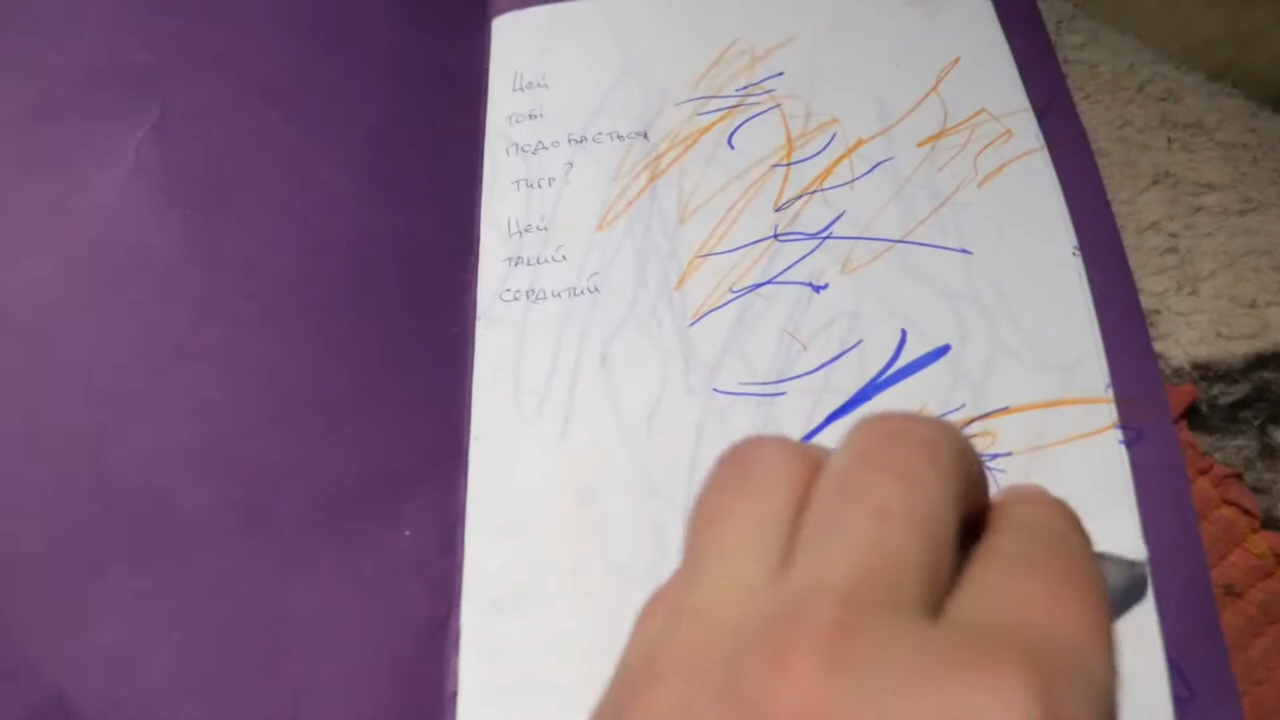 Цей
тобі
подобається
тигр?
Цей
такий
сердитий